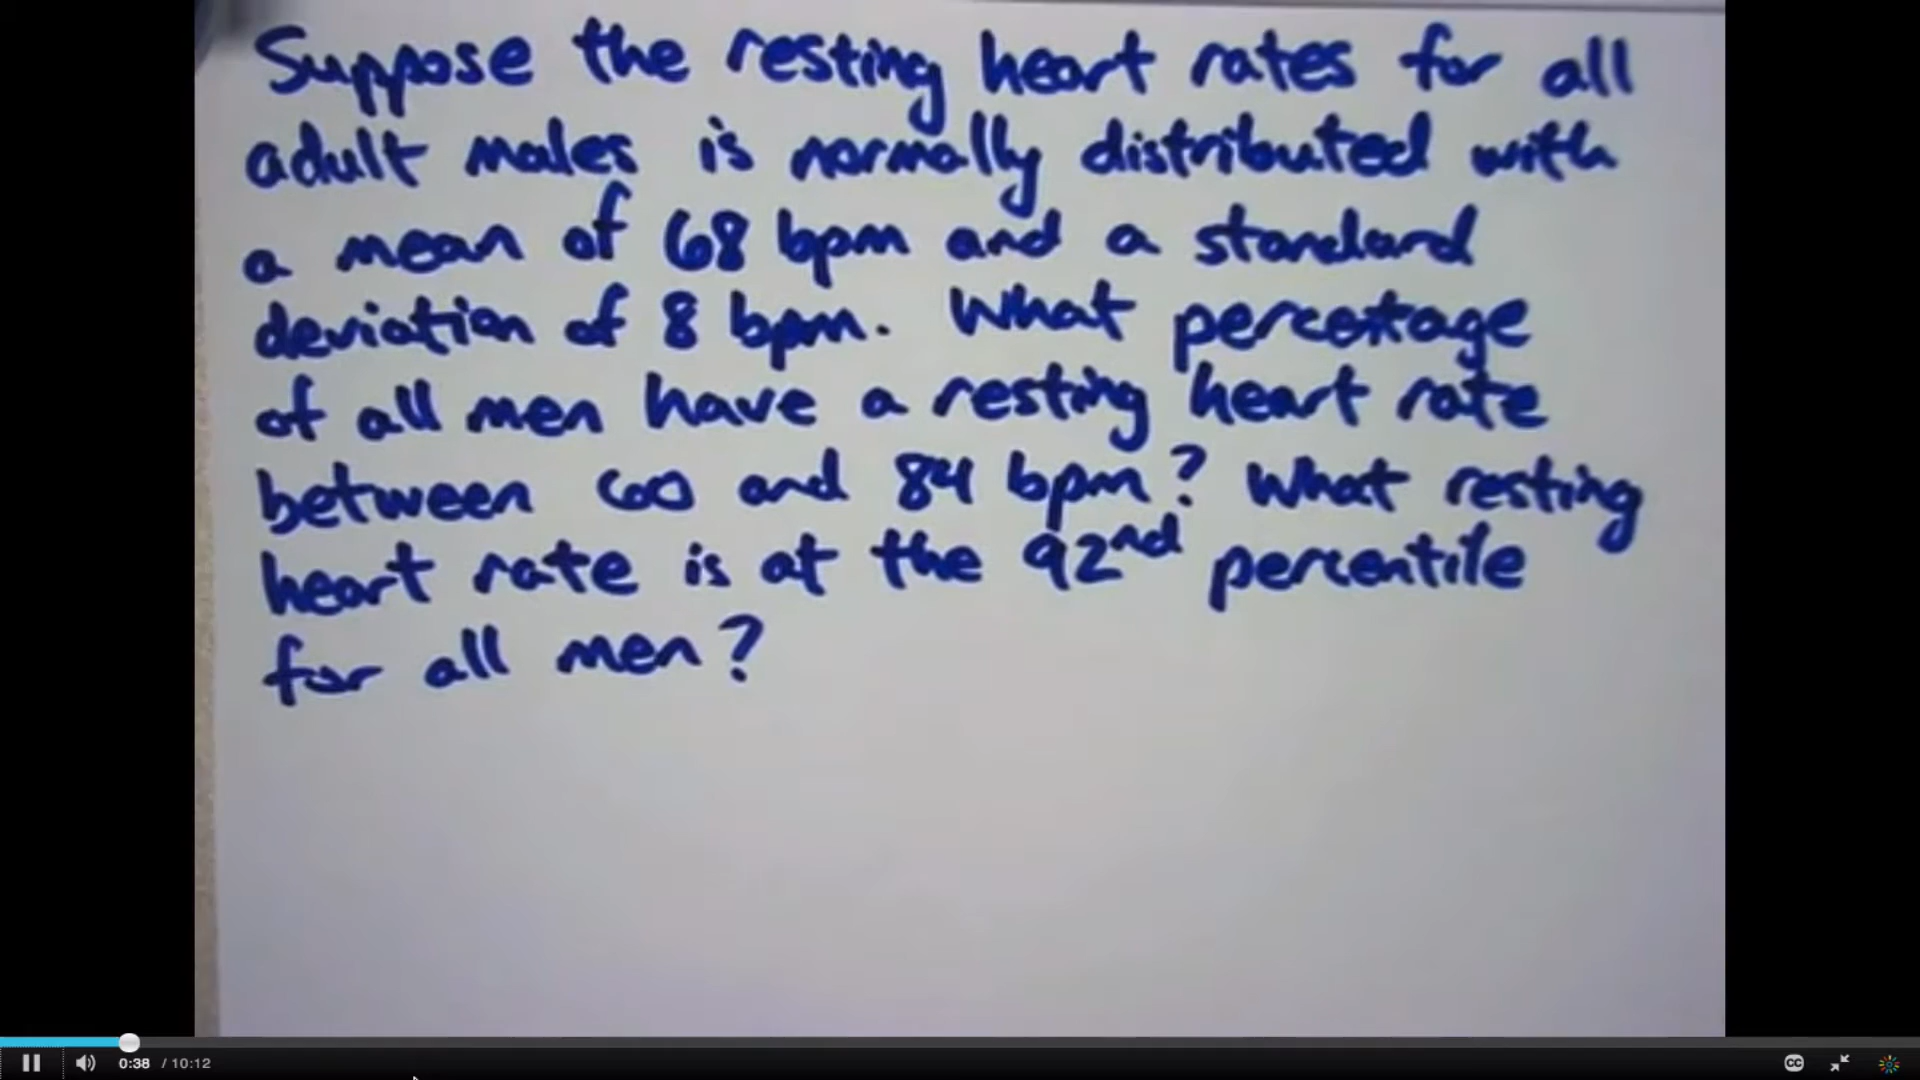 Suppose the resting heart rates for all
adult males is normally distributed with
a mean of 68 bpm and a standard
deviation of 8 bpm. What percentage
of all men have a resting heart rate
between 60 and 84 bpm? What resting
heart rate is at the 92nd percentile
for all men?
0:38 / 10:12
CC